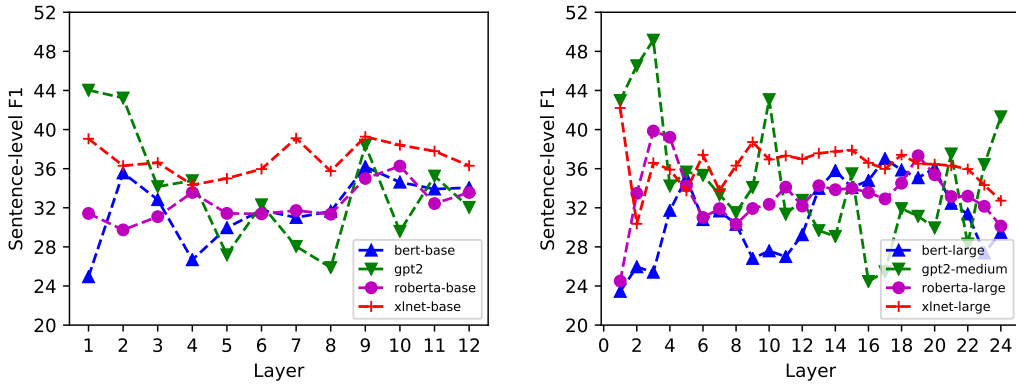 52
48
44
40
36
32
28
24
20
Sentence-level F1
1 2 3 4 5 6 7 8 9 10 11 12
Layer
bert-base
gpt2
roberta-base
xlnet-base
52
48
44
40
36
32
28
24
20
Sentence-level F1
0 2 4 6 8 10 12 14 16 18 20 22 24
Layer
bert-large
gpt2-medium
roberta-large
xlnet-large